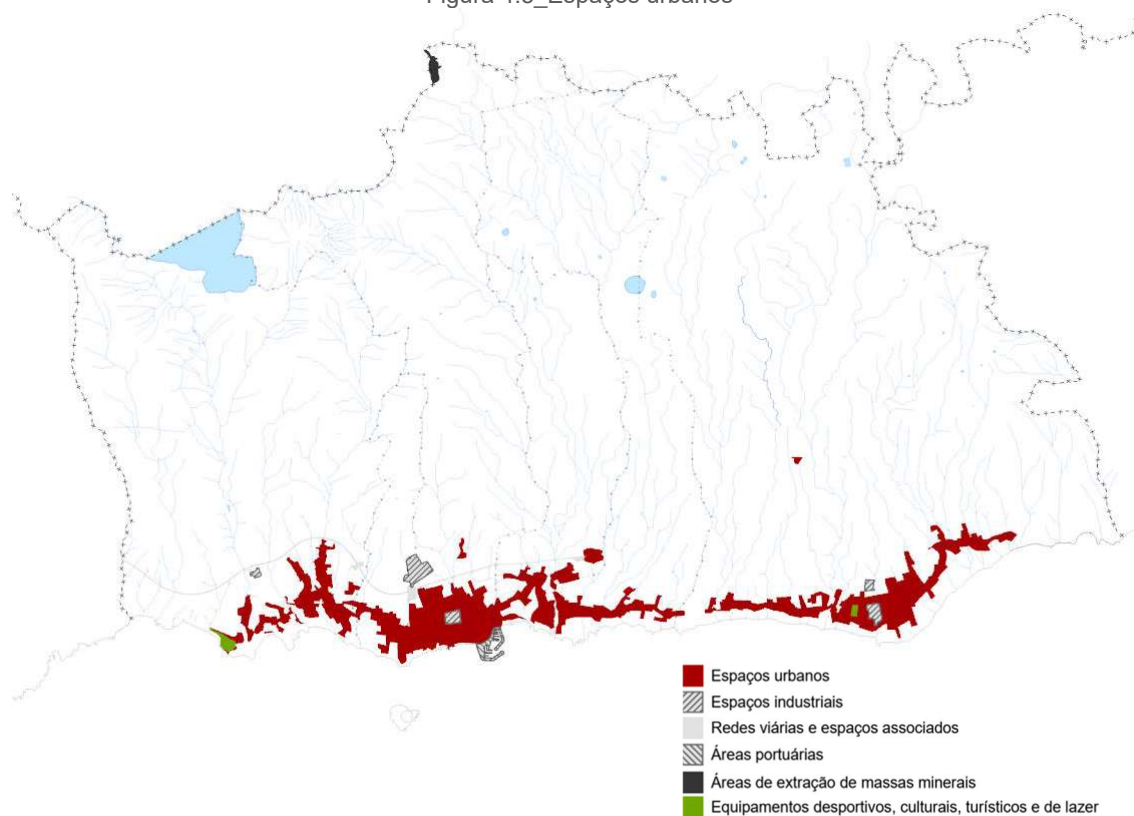 Figura 4.5_Espaços urbanos
Espaços urbanos
Espaços industriais
Redes viárias e espaços associados
Áreas portuárias
Áreas de extração de massas minerais
Equipamentos desportivos, culturais, turísticos e de lazer